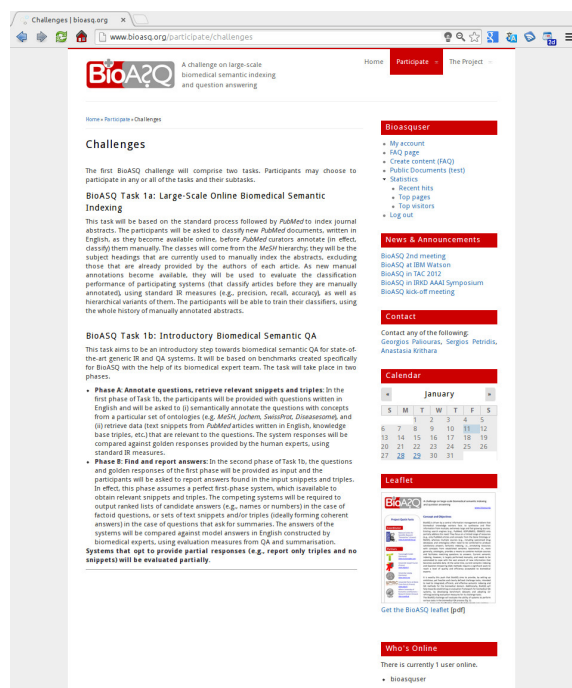 Challenges | bioasq.org
www.bioasq.org/participate/challenges
BioASQ
A challenge on large-scale
biomedical semantic indexing
and question answering
Home
Participate
The Project
Home » Participate » Challenges
Challenges
The first BioASQ challenge will comprise two tasks. Participants may choose to
participate in any or all of the tasks and their subtasks.
BioASQ Task 1a: Large-Scale Online Biomedical Semantic
Indexing
This task will be based on the standard process followed by PubMed to index journal
abstracts. The participants will be asked to classify new PubMed documents, written in
English, as they become available online, before PubMed curators annotate (in effect,
classify) them manually. The classes will come from the MeSH hierarchy; they will be the
subject headings that are currently used to manually index the abstracts, excluding
those that are already provided by the authors of each article. As new manual
annotations become available, they will be used to evaluate the classification
performance of participating systems (that classify articles before they are manually
annotated), using standard IR measures (e.g., precision, recall, accuracy), as well as
hierarchical variants of them. The participants will be able to train their classifiers, using
the whole history of manually annotated abstracts.
BioASQ Task 1b: Introductory Biomedical Semantic QA
This task aims to be an introductory step towards biomedical semantic QA for state-of-
the-art generic IR and QA systems. It will be based on benchmarks created specifically
for BioASQ with the help of its biomedical expert team. The task will take place in two
phases.
• Phase A: Annotate questions, retrieve relevant snippets and triples: In the
first phase of Task 1b, the participants will be provided with questions written in
English and will be asked to (i) semantically annotate the questions with concepts
from a particular set of ontologies (e.g. MeSH, Jochem, SwissProt, Diseasome), and
(ii) retrieve data (text snippets from PubMed articles written in English, knowledge
base triples, etc.) that are relevant to the questions. The system responses will be
compared against golden responses provided by the human experts, using
standard IR measures.
• Phase B: Find and report answers: In the second phase of Task 1b, the questions
and golden responses of the first phase will be provided as input and the
participants will be asked to report answers found in the input snippets and triples.
In effect, this phase assumes a perfect first-phase system, which isavailable to
obtain relevant snippets and triples. The competing systems will be required to
output ranked lists of candidate answers (e.g., names or numbers) in the case of
factoid questions, or sets of text snippets and/or triples (ideally forming coherent
answers) in the case of questions that ask for summaries. The answers of the
systems will be compared against model answers in English constructed by
biomedical experts, using evaluation measures from QA and summarisation.
Systems that opt to provide partial responses (e.g., report only triples and no
snippets) will be evaluated partially.
Bioasquser
My account
FAQ page
Create content (FAQ)
Public Documents (test)
Statistics
Recent hits
Top pages
Top visitors
Log out
News & Announcements
BioASQ 2nd meeting
BioASQ at IBM Watson
BioASQ in TAC 2012
BioASQ in IRKD AAAI Symposium
BioASQ kick-off meeting
Contact
Contact any of the following.
Georgios Paliouras, Sergios Petridis,
Anastasia Krithara
Calendar
« January »
S M T W T F S
1 2 3 4 5
6 7 8 9 10 11 12
13 14 15 16 17 18 19
20 21 22 23 24 25 26
27 28 29 30 31
Leaflet
BioASQ
Get the BioASQ leaflet [pdf]
Who's Online
There is currently 1 user online.
bioasquser